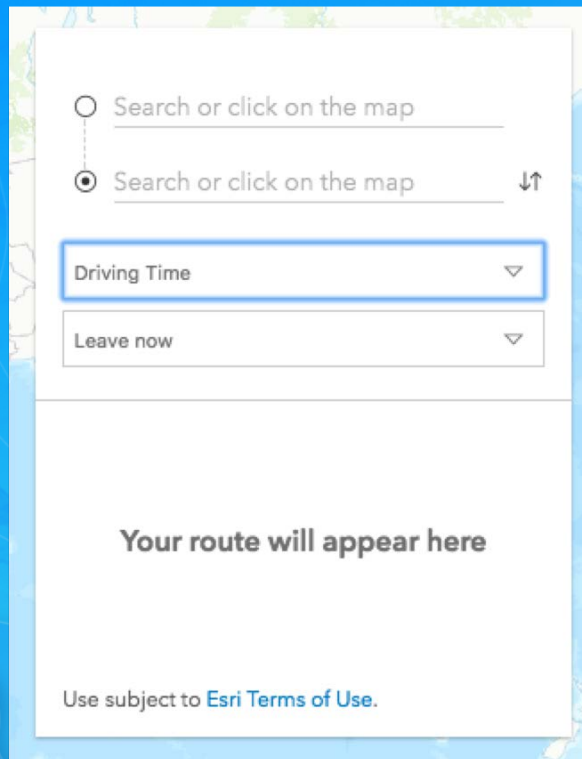 Search or click on the map
Search or click on the map
Driving Time
Leave now
Your route will appear here
Use subject to Esri Terms of Use.